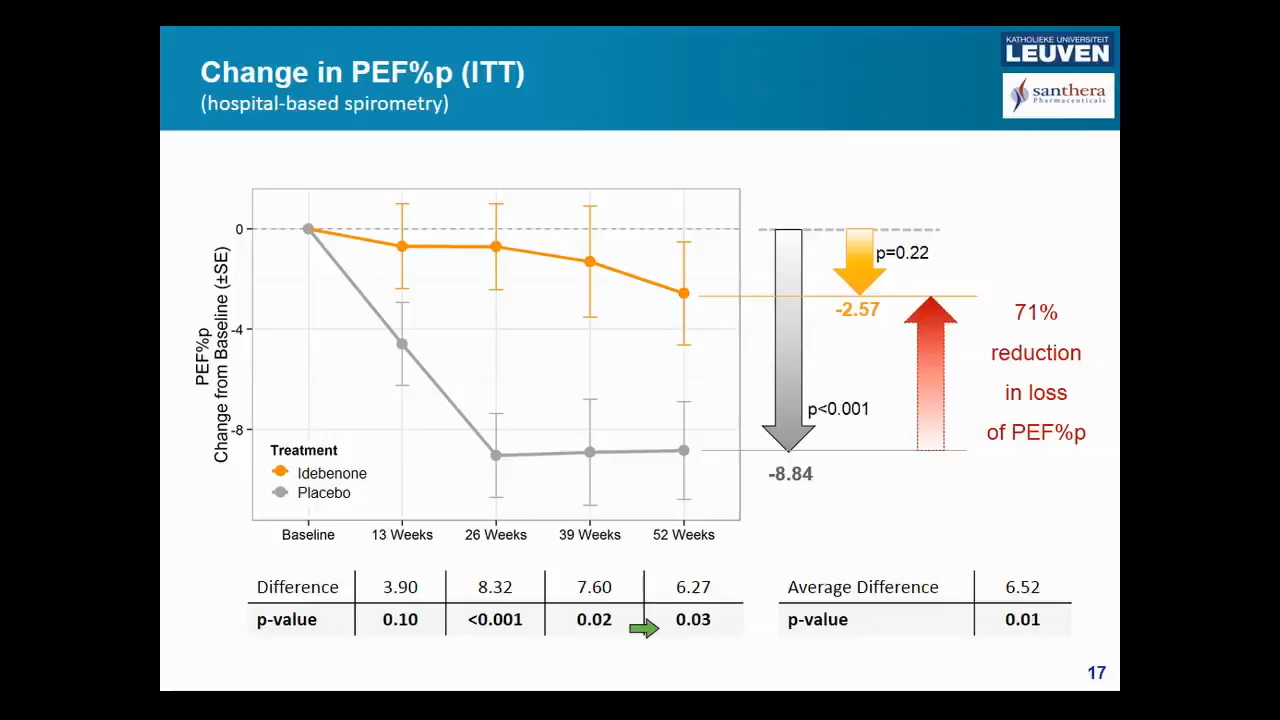 Change in PEF%p (ITT)
(hospital-based spirometry)
KATHOLIEKE UNIVERSITEIT
LEUVEN
santhera
Pharmaceuticals
PEF%p
Change from Baseline (±SE)
0
-4
-8
Treatment
Idebenone
Placebo
Baseline 13 Weeks 26 Weeks 39 Weeks 52 Weeks
p=0.22
-2.57
p<0.001
-8.84
71%
reduction
in loss
of PEF%p
Difference 3.90 8.32 7.60 6.27
p-value 0.10 <0.001 0.02 0.03
Average Difference 6.52
p-value 0.01
17